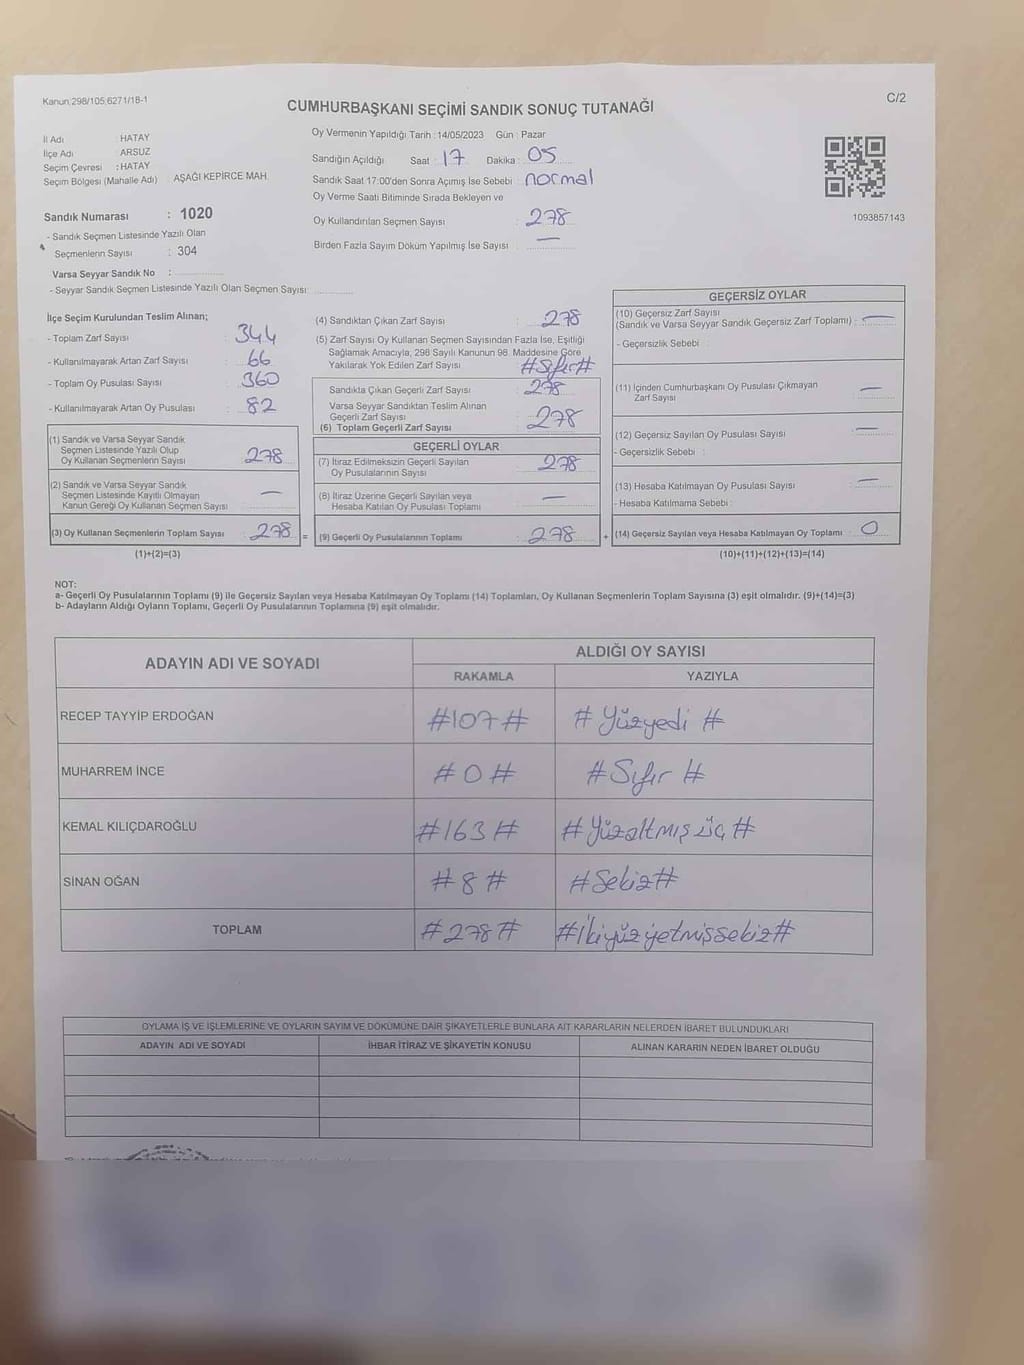 Kanun;298/105,6271/18-1
C/2
CUMHURBAŞKANI SEÇİMİ SANDIK SONUÇ TUTANAĞI
İl Adı : HATAY
İlçe Adı : ARSUZ
Seçim Çevresi : HATAY
Seçim Bölgesi (Mahalle Adı) : AŞAĞI KEPİRCE MAH.
Sandık Numarası : 1020
- Sandık Seçmen Listesinde Yazılı Olan
Seçmenlerin Sayısı : 304
Varsa Seyyar Sandık No :
- Seyyar Sandık Seçmen Listesinde Yazılı Olan Seçmen Sayısı:
Oy Vermenin Yapıldığı Tarih : 14/05/2023 Gün : Pazar
Sandığın Açıldığı Saat : 17 Dakika : 05
Sandık Saat 17:00'den Sonra Açımış İse Sebebi : normal
Oy Verme Saati Bitiminde Sırada Bekleyen ve
Oy Kullandırılan Seçmen Sayısı : 278
Birden Fazla Sayım Döküm Yapılmış İse Sayısı : —
1093857143
İlçe Seçim Kurulundan Teslim Alınan;
- Toplam Zarf Sayısı : 344
- Kullanılmayarak Artan Zarf Sayısı : 66
- Toplam Oy Pusulası Sayısı : 360
- Kullanılmayarak Artan Oy Pusulası : 82
(1) Sandık ve Varsa Seyyar Sandık
Seçmen Listesinde Yazılı Olup
Oy Kullanan Seçmenlerin Sayısı : 278
(2) Sandık ve Varsa Seyyar Sandık
Seçmen Listesinde Kayıtlı Olmayan
Kanun Gereği Oy Kullanan Seçmen Sayısı : —
(3) Oy Kullanan Seçmenlerin Toplam Sayısı : 278
(1)+(2)=(3)
(4) Sandıktan Çıkan Zarf Sayısı : 278
(5) Zarf Sayısı Oy Kullanan Seçmen Sayısından Fazla İse, Eşitliği
Sağlamak Amacıyla, 298 Sayılı Kanunun 98. Maddesine Göre
Yakılarak Yok Edilen Zarf Sayısı : #Sıfır#
Sandıkta Çıkan Geçerli Zarf Sayısı : 278
Varsa Seyyar Sandıktan Teslim Alınan
Geçerli Zarf Sayısı
(6) Toplam Geçerli Zarf Sayısı : 278
GEÇERLİ OYLAR
(7) İtiraz Edilmeksizin Geçerli Sayılan
Oy Pusulalarının Sayısı : 278
(8) İtiraz Üzerine Geçerli Sayılan veya
Hesaba Katılan Oy Pusulası Toplamı : —
= (9) Geçerli Oy Pusulalarının Toplamı : 278
GEÇERSİZ OYLAR
(10) Geçersiz Zarf Sayısı
(Sandık ve Varsa Seyyar Sandık Geçersiz Zarf Toplamı) : —
- Geçersizlik Sebebi :
(11) İçinden Cumhurbaşkanı Oy Pusulası Çıkmayan
Zarf Sayısı : —
(12) Geçersiz Sayılan Oy Pusulası Sayısı : —
- Geçersizlik Sebebi :
(13) Hesaba Katılmayan Oy Pusulası Sayısı : —
- Hesaba Katılmama Sebebi :
+ (14) Geçersiz Sayılan veya Hesaba Katılmayan Oy Toplamı : 0
(10)+(11)+(12)+(13)=(14)
NOT:
a- Geçerli Oy Pusulalarının Toplamı (9) ile Geçersiz Sayılan veya Hesaba Katılmayan Oy Toplamı (14) Toplamları, Oy Kullanan Seçmenlerin Toplam Sayısına (3) eşit olmalıdır. (9)+(14)=(3)
b- Adayların Aldığı Oyların Toplamı, Geçerli Oy Pusulalarının Toplamına (9) eşit olmalıdır.
ADAYIN ADI VE SOYADI
ALDIĞI OY SAYISI
RAKAMLA YAZIYLA
RECEP TAYYİP ERDOĞAN #107# # Yüzyedi #
MUHARREM İNCE #0# #Sıfır#
KEMAL KILIÇDAROĞLU #163# #Yüzaltmış üç#
SİNAN OĞAN #8# #Sekiz#
TOPLAM #278# #İkiyüzyetmişsekiz#
OYLAMA İŞ VE İŞLEMLERİNE VE OYLARIN SAYIM VE DÖKÜMÜNE DAİR ŞİKAYETLERLE BUNLARA AİT KARARLARIN NELERDEN İBARET BULUNDUKLARI
ADAYIN ADI VE SOYADI İHBAR İTİRAZ VE ŞİKAYETİN KONUSU ALINAN KARARIN NEDEN İBARET OLDUĞU